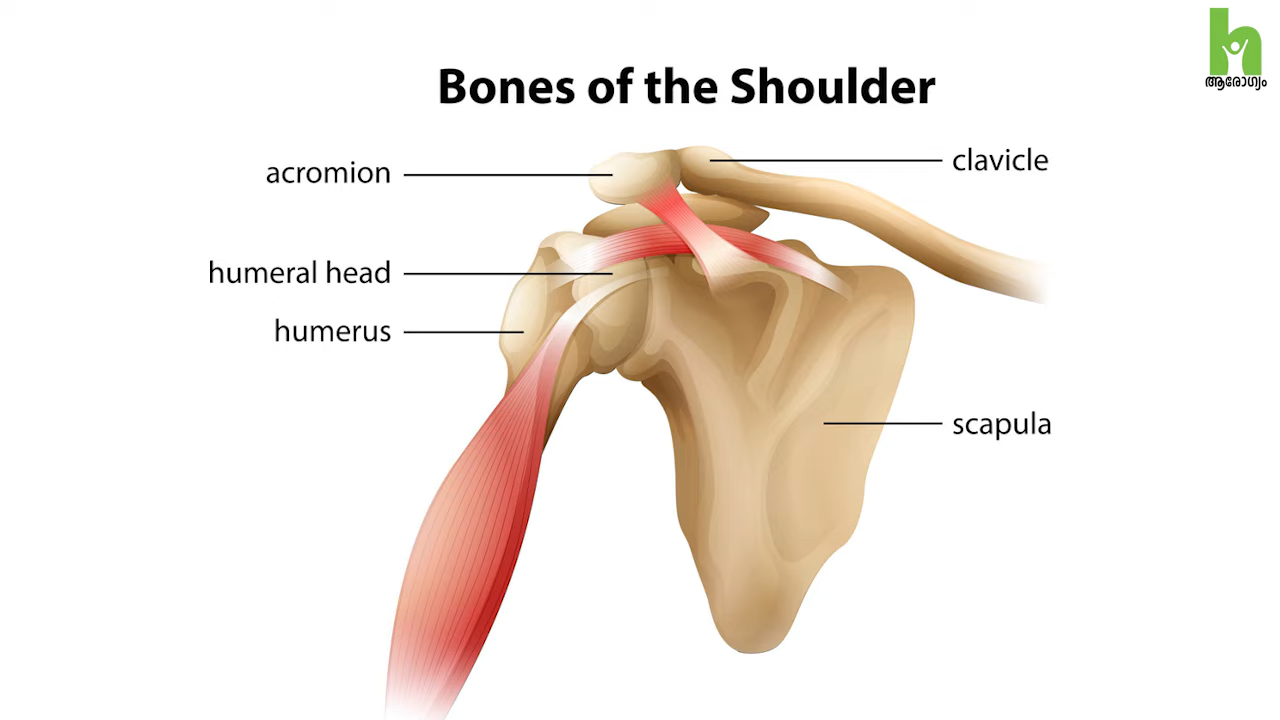 ആരോഗ്യം
Bones of the Shoulder
acromion
clavicle
humeral head
humerus
scapula